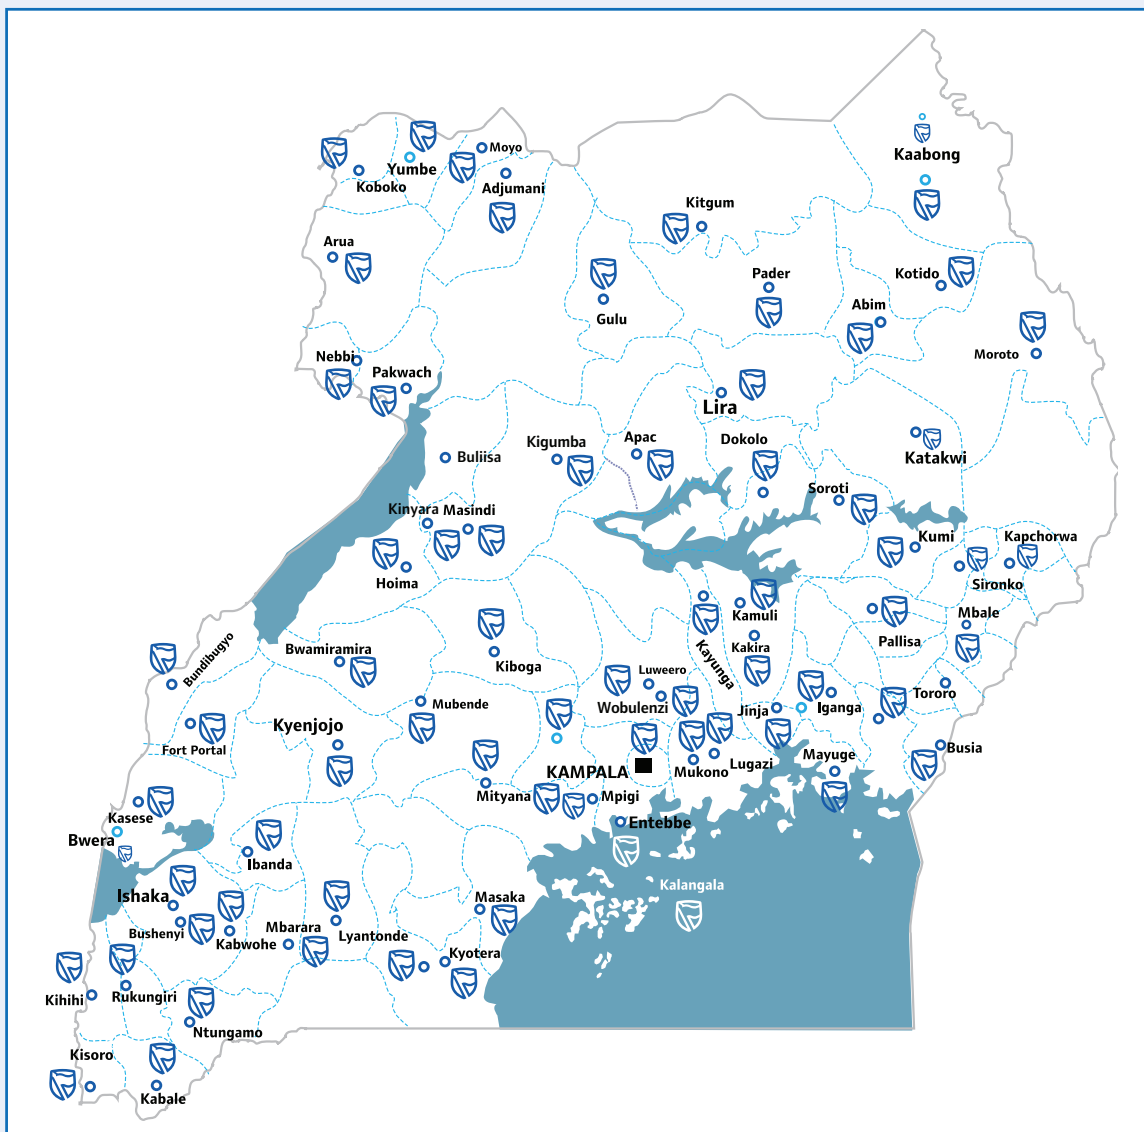 Kaabong
Moyo
Yumbe
Koboko
Adjumani
Kitgum
Arua
Pader
Kotido
Abim
Gulu
Moroto
Nebbi
Pakwach
Lira
Kigumba
Apac
Dokolo
Buliisa
Katakwi
Soroti
Kinyara
Masindi
Kumi
Kapchorwa
Hoima
Sironko
Kamuli
Mbale
Pallisa
Bundibugyo
Bwamiramira
Kiboga
Kayunga
Kakira
Luweero
Wobulenzi
Tororo
Mubende
Jinja
Iganga
Kyenjojo
Fort Portal
Busia
Mayuge
Lugazi
KAMPALA
Mukono
Mityana
Mpigi
Kasese
Entebbe
Bwera
Ibanda
Kalangala
Ishaka
Masaka
Mbarara
Bushenyi
Lyantonde
Kabwohe
Kyotera
Kihihi
Rukungiri
Ntungamo
Kisoro
Kabale